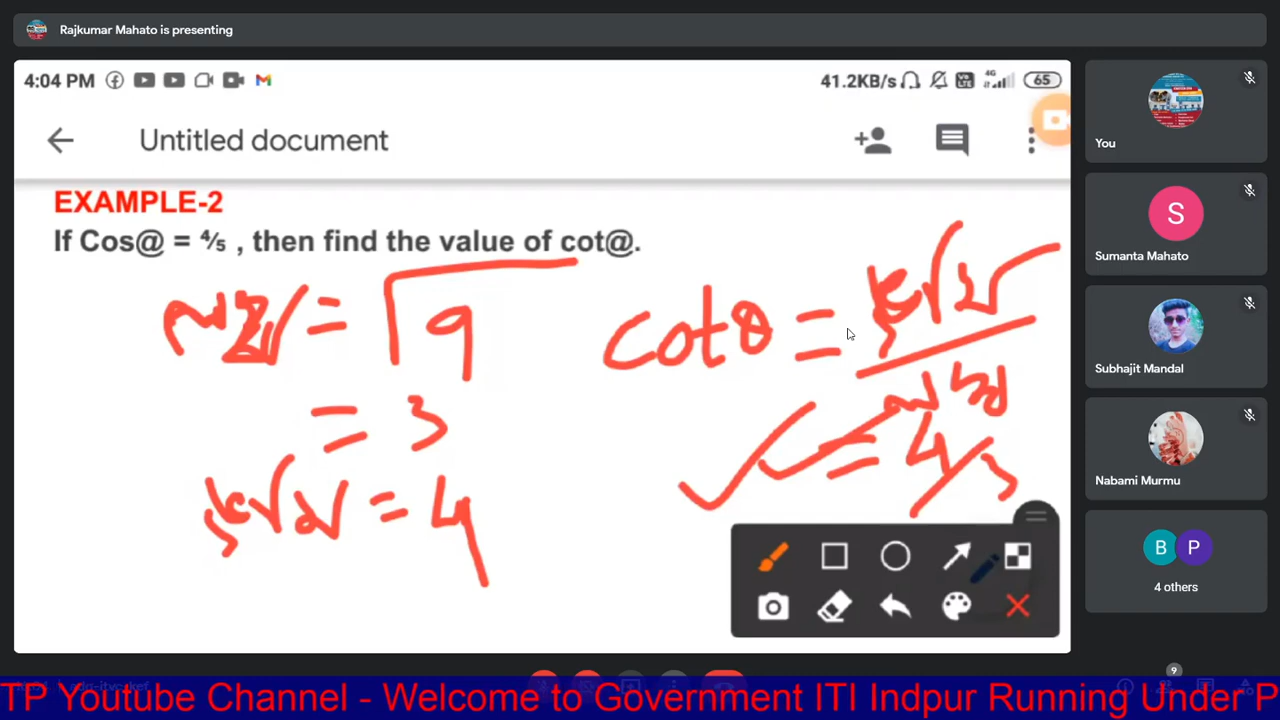 Rajkumar Mahato is presenting
4:04 PM
41.2KB/s
4G
65
Untitled document
EXAMPLE-2
If Cos@ = ⁴⁄₅ , then find the value of cot@.
= √9
= 3
= 4
cotθ =
= 4/3
You
S
Sumanta Mahato
Subhajit Mandal
Nabami Murmu
B P
4 others
9
TP Youtube Channel - Welcome to Government ITI Indpur Running Under P